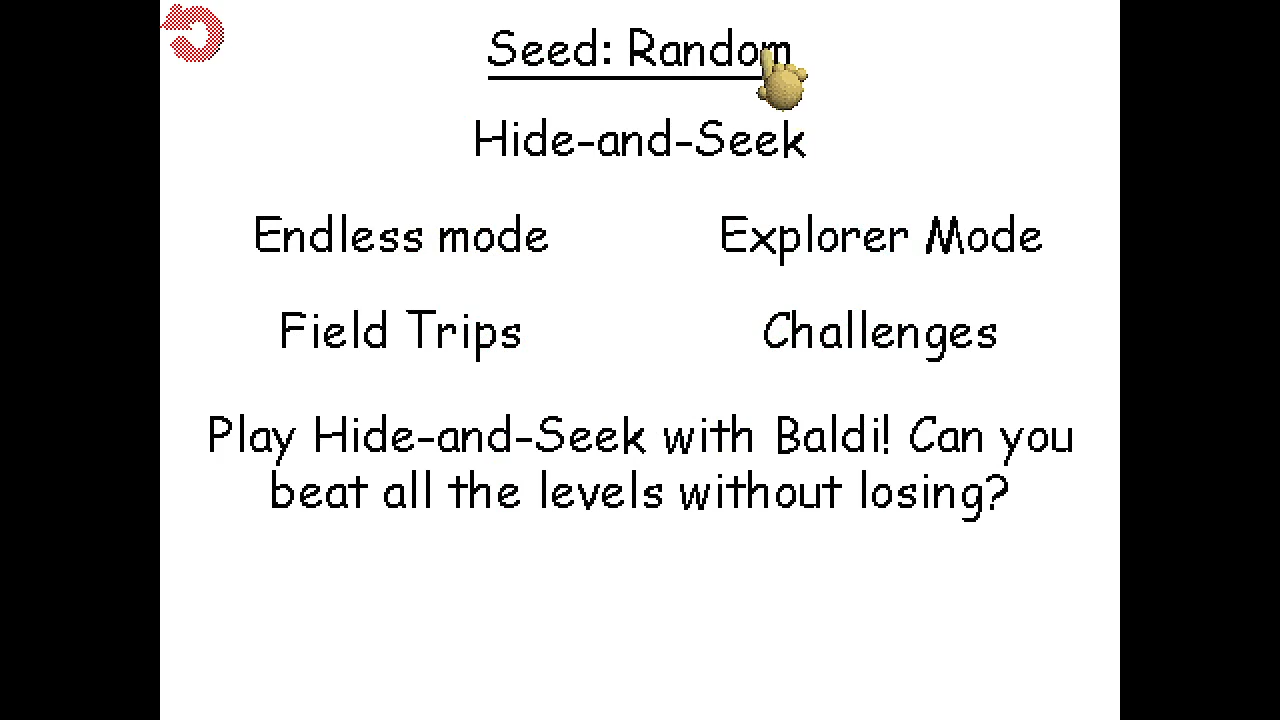 Seed: Random
Hide-and-Seek
Endless mode
Explorer Mode
Field Trips
Challenges
Play Hide-and-Seek with Baldi! Can you
beat all the levels without losing?